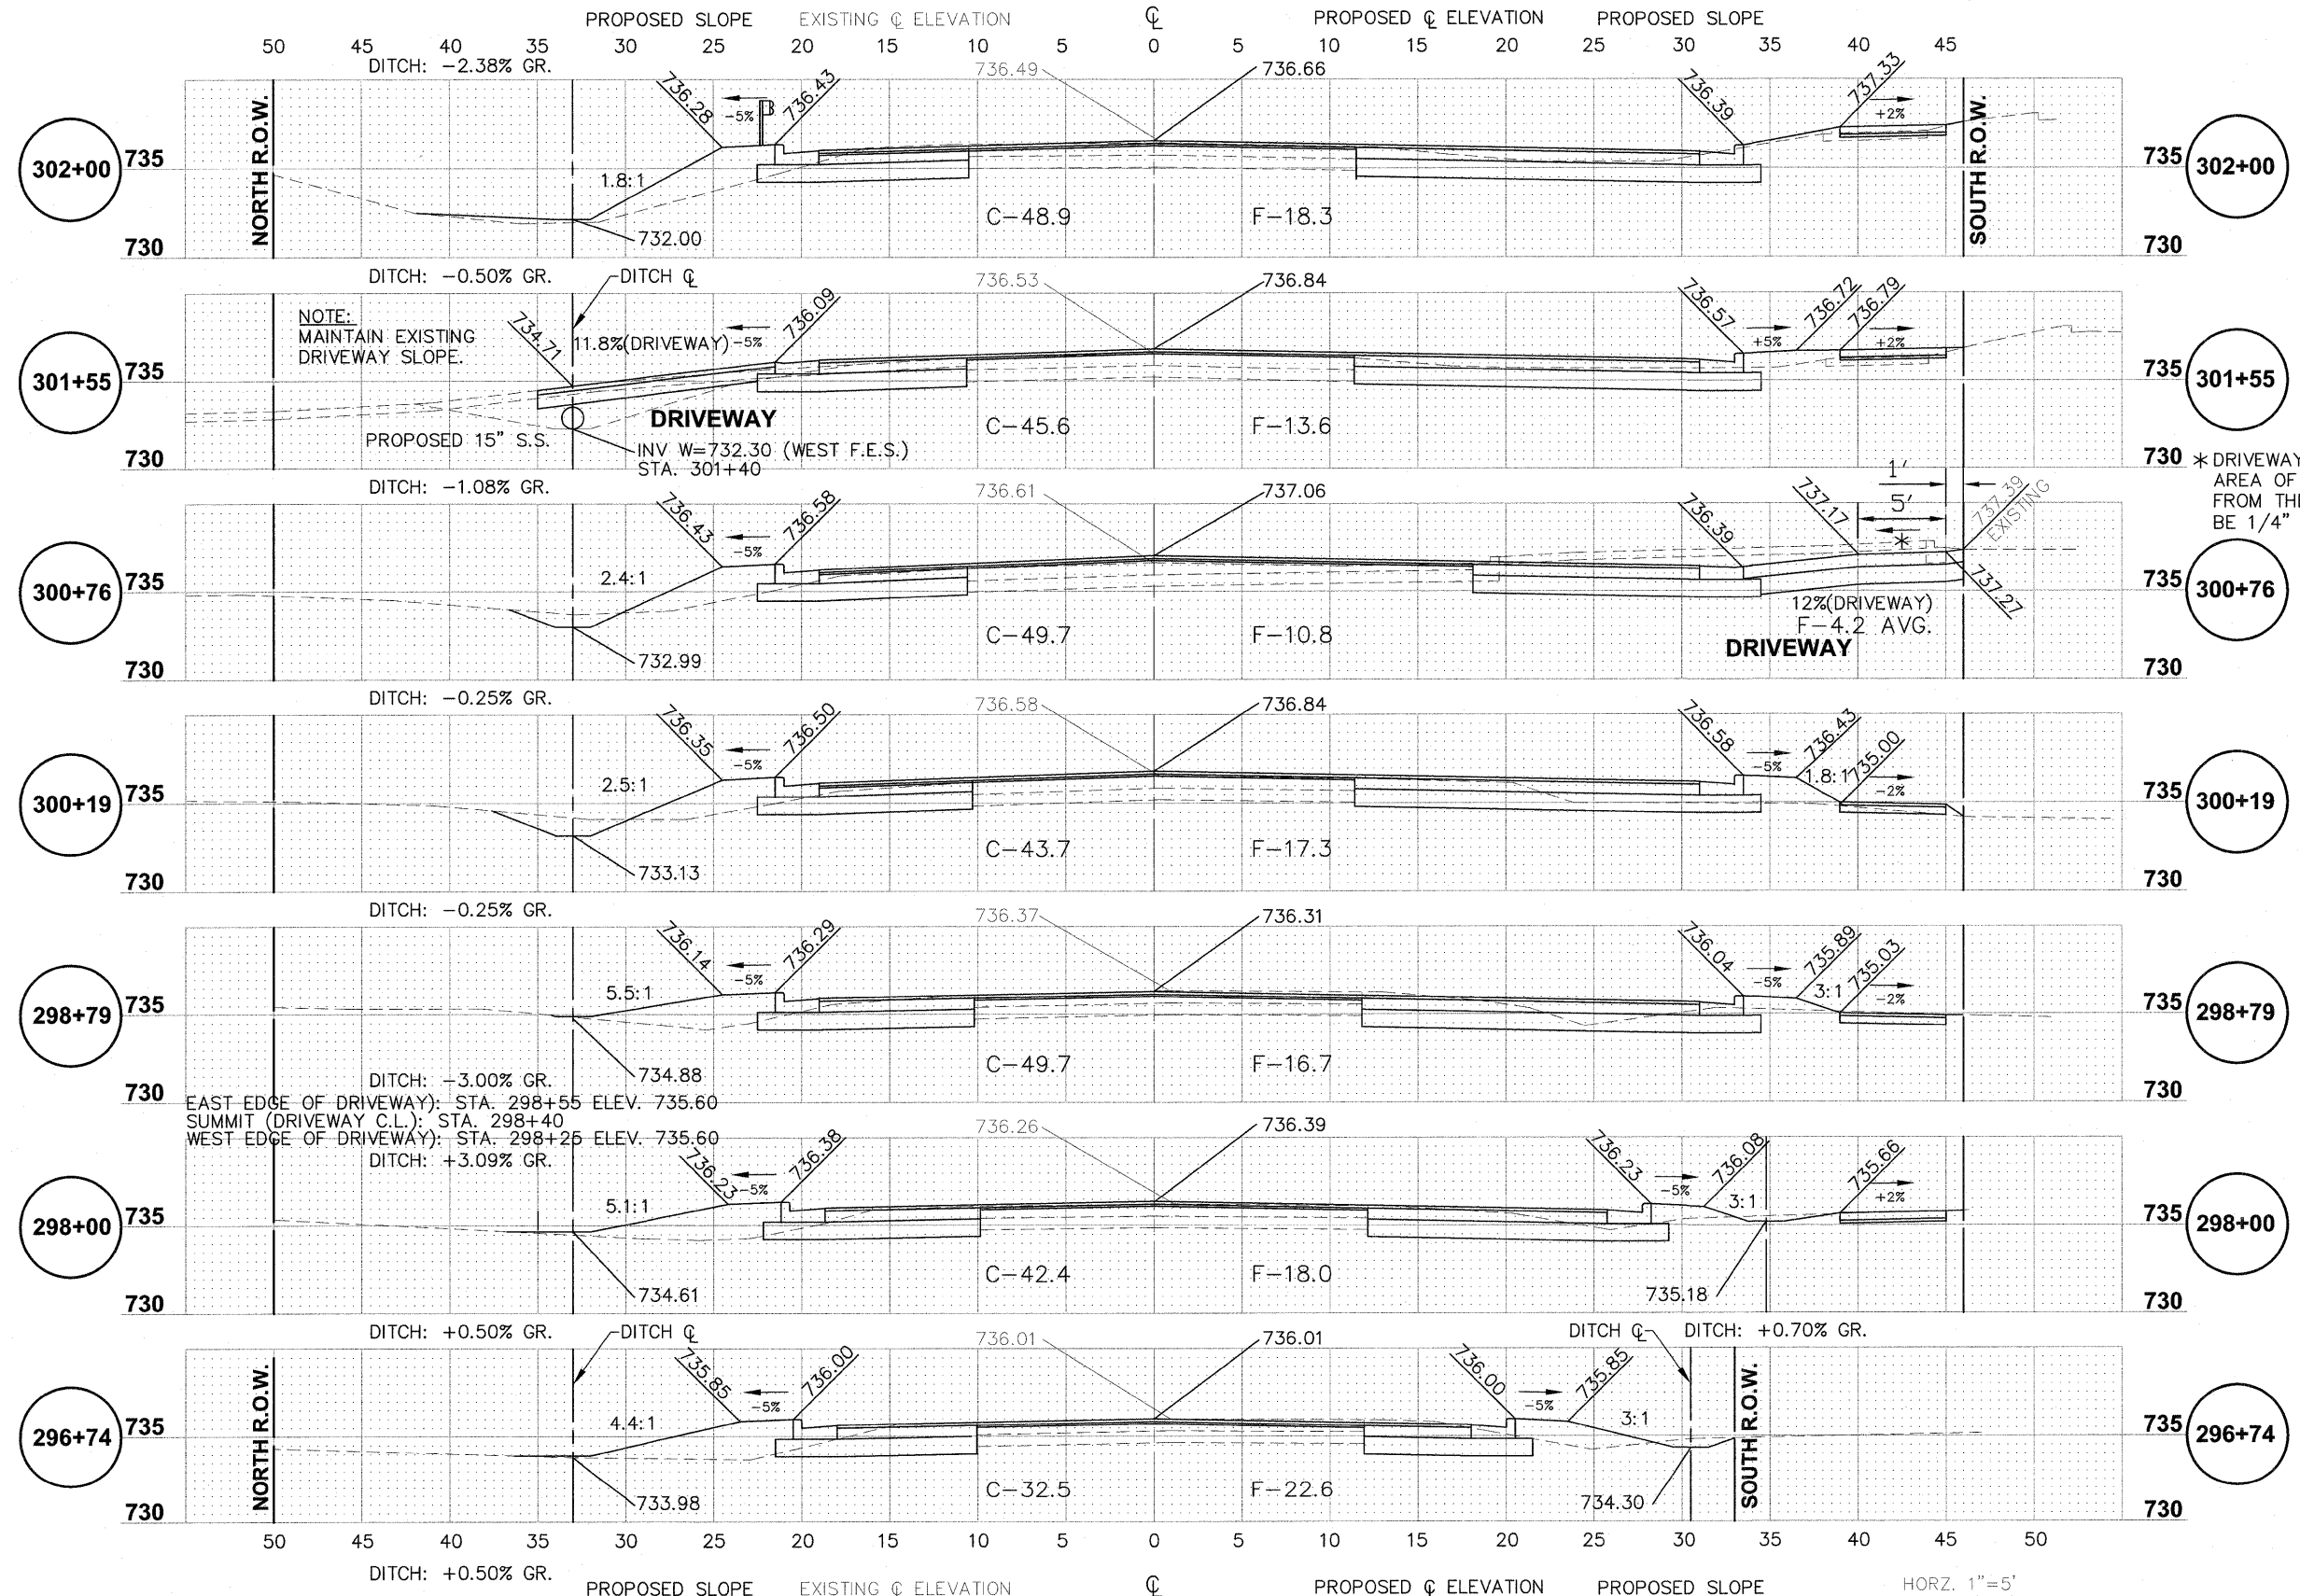 PROPOSED SLOPE EXISTING ℄ ELEVATION ℄ PROPOSED ℄ ELEVATION PROPOSED SLOPE
50 45 40 35 30 25 20 15 10 5 0 5 10 15 20 25 30 35 40 45
DITCH: -2.38% GR.
736.49 736.66
736.28 -5% 736.43 736.39 737.33 +2%
NORTH R.O.W. SOUTH R.O.W.
302+00 735 1.8:1 735 302+00
C-48.9 F-18.3
732.00
730 730
DITCH: -0.50% GR. DITCH ℄ 736.53 736.84
NOTE:
MAINTAIN EXISTING
DRIVEWAY SLOPE.
734.71 11.8%(DRIVEWAY) -5% 736.09 736.57 +5% 736.72 736.79 +2%
301+55 735 735 301+55
DRIVEWAY C-45.6 F-13.6
PROPOSED 15" S.S.
INV W=732.30 (WEST F.E.S.)
STA. 301+40
730 730
* DRIVEWAY
AREA OF
FROM TH
BE 1/4"
DITCH: -1.08% GR. 736.61 737.06
736.43 -5% 736.58 736.39 737.17 1' 5' * 737.39 EXISTING
300+76 735 2.4:1 735 300+76
737.27
12%(DRIVEWAY)
C-49.7 F-10.8 F-4.2 AVG.
DRIVEWAY
732.99
730 730
DITCH: -0.25% GR. 736.58 736.84
736.35 -5% 736.50 736.58 -5% 736.43 735.00
300+19 735 2.5:1 1.8:1 -2% 735 300+19
C-43.7 F-17.3
733.13
730 730
DITCH: -0.25% GR. 736.37 736.31
736.14 -5% 736.29 736.04 -5% 735.89 735.03
298+79 735 5.5:1 3:1 -2% 735 298+79
C-49.7 F-16.7
734.88
730 730
DITCH: -3.00% GR.
EAST EDGE OF DRIVEWAY): STA. 298+55 ELEV. 735.60
SUMMIT (DRIVEWAY C.L.): STA. 298+40
WEST EDGE OF DRIVEWAY): STA. 298+25 ELEV. 735.60
DITCH: +3.09% GR. 736.26 736.39
736.23 -5% 736.38 736.23 -5% 736.08 735.66 +2%
298+00 735 5.1:1 3:1 735 298+00
C-42.4 F-18.0
734.61 735.18
730 730
DITCH: +0.50% GR. DITCH ℄ 736.01 736.01 DITCH ℄ DITCH: +0.70% GR.
735.85 -5% 736.00 736.00 -5% 735.85
NORTH R.O.W. SOUTH R.O.W.
296+74 735 4.4:1 3:1 735 296+74
C-32.5 F-22.6
733.98 734.30
730 730
50 45 40 35 30 25 20 15 10 5 0 5 10 15 20 25 30 35 40 45 50
DITCH: +0.50% GR.
PROPOSED SLOPE EXISTING ℄ ELEVATION ℄ PROPOSED ℄ ELEVATION PROPOSED SLOPE HORZ. 1"=5'